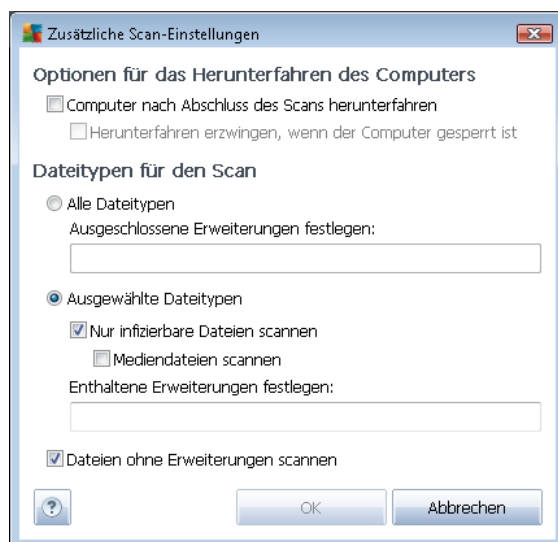 Zusätzliche Scan-Einstellungen
Optionen für das Herunterfahren des Computers
Computer nach Abschluss des Scans herunterfahren
Herunterfahren erzwingen, wenn der Computer gesperrt ist
Dateitypen für den Scan
Alle Dateitypen
Ausgeschlossene Erweiterungen festlegen:
Ausgewählte Dateitypen
Nur infizierbare Dateien scannen
Mediendateien scannen
Enthaltene Erweiterungen festlegen:
Dateien ohne Erweiterungen scannen
? OK Abbrechen